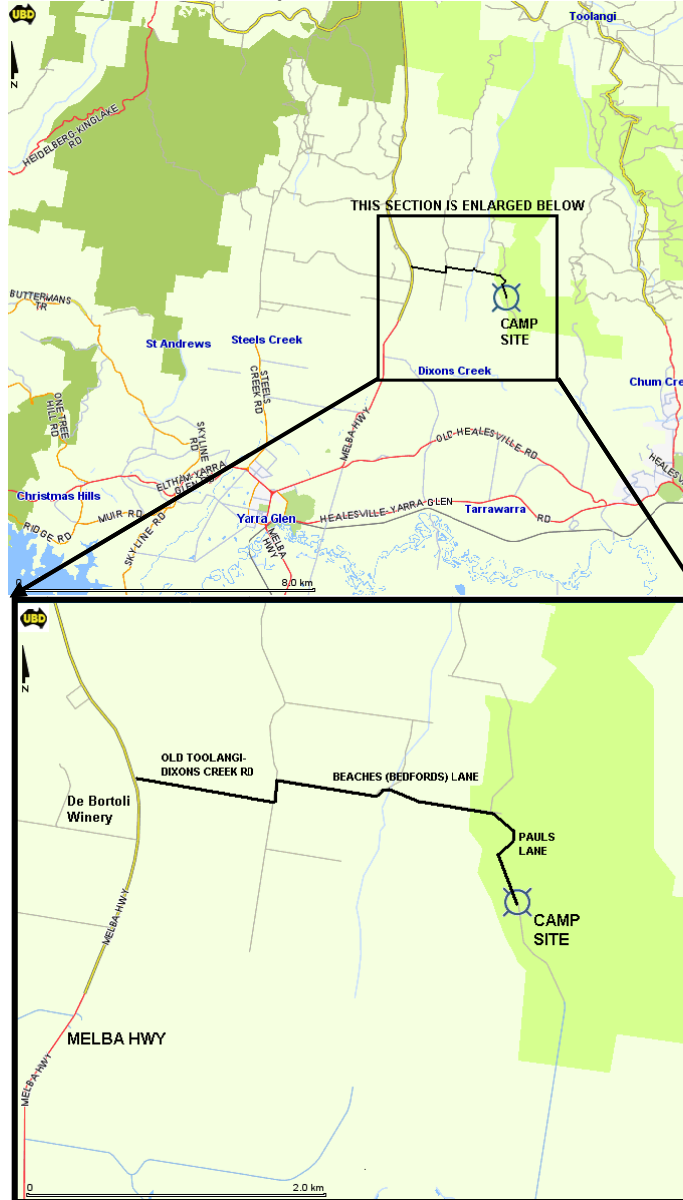 UBD
Toolangi
N
HEIDELBERG-KINGLAKE
RD
THIS SECTION IS ENLARGED BELOW
BUTTERMANS
TR
CAMP
SITE
St Andrews
Steels Creek
Dixons Creek
Chum Cre
STEELS
CREEK RD
ONE TREE
HILL RD
SKYLINE
RD
MELBA HWY
OLD HEALESVILLE RD
ELTHAM-YARRA
GLEN RD
HEALESVI
Christmas Hills
MUIR RD
Yarra Glen
HEALESVILLE-YARRA-GLEN
RD
Tarrawarra
RIDGE RD
SKYLINE RD
MELBA
HWY
0
8.0 km
UBD
N
OLD TOOLANGI-
DIXONS CREEK RD
BEACHES (BEDFORDS) LANE
De Bortoli
Winery
PAULS
LANE
CAMP
SITE
MELBA HWY
MELBA HWY
MELBA HWY
0
2.0 km